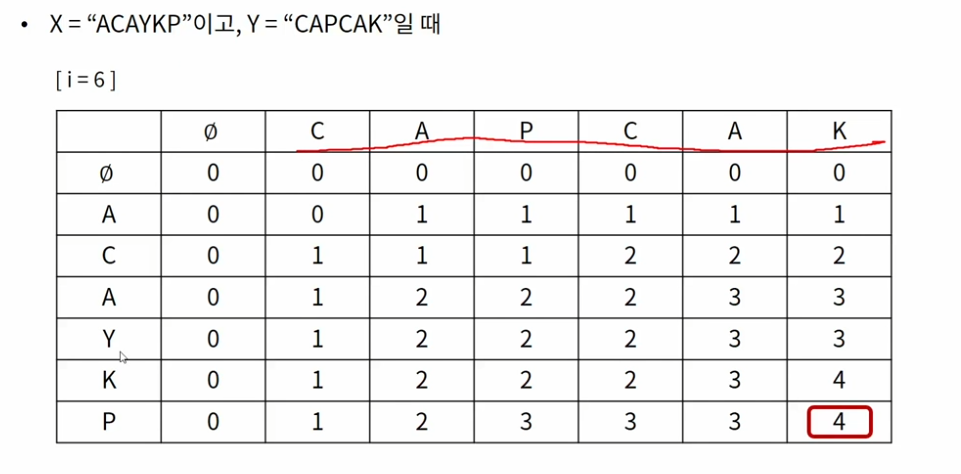 • X = “ACAYKP”이고, Y = “CAPCAK”일 때
[ i = 6 ]
∅ C A P C A K
∅ 0 0 0 0 0 0 0
A 0 0 1 1 1 1 1
C 0 1 1 1 2 2 2
A 0 1 2 2 2 3 3
Y 0 1 2 2 2 3 3
K 0 1 2 2 2 3 4
P 0 1 2 3 3 3 4